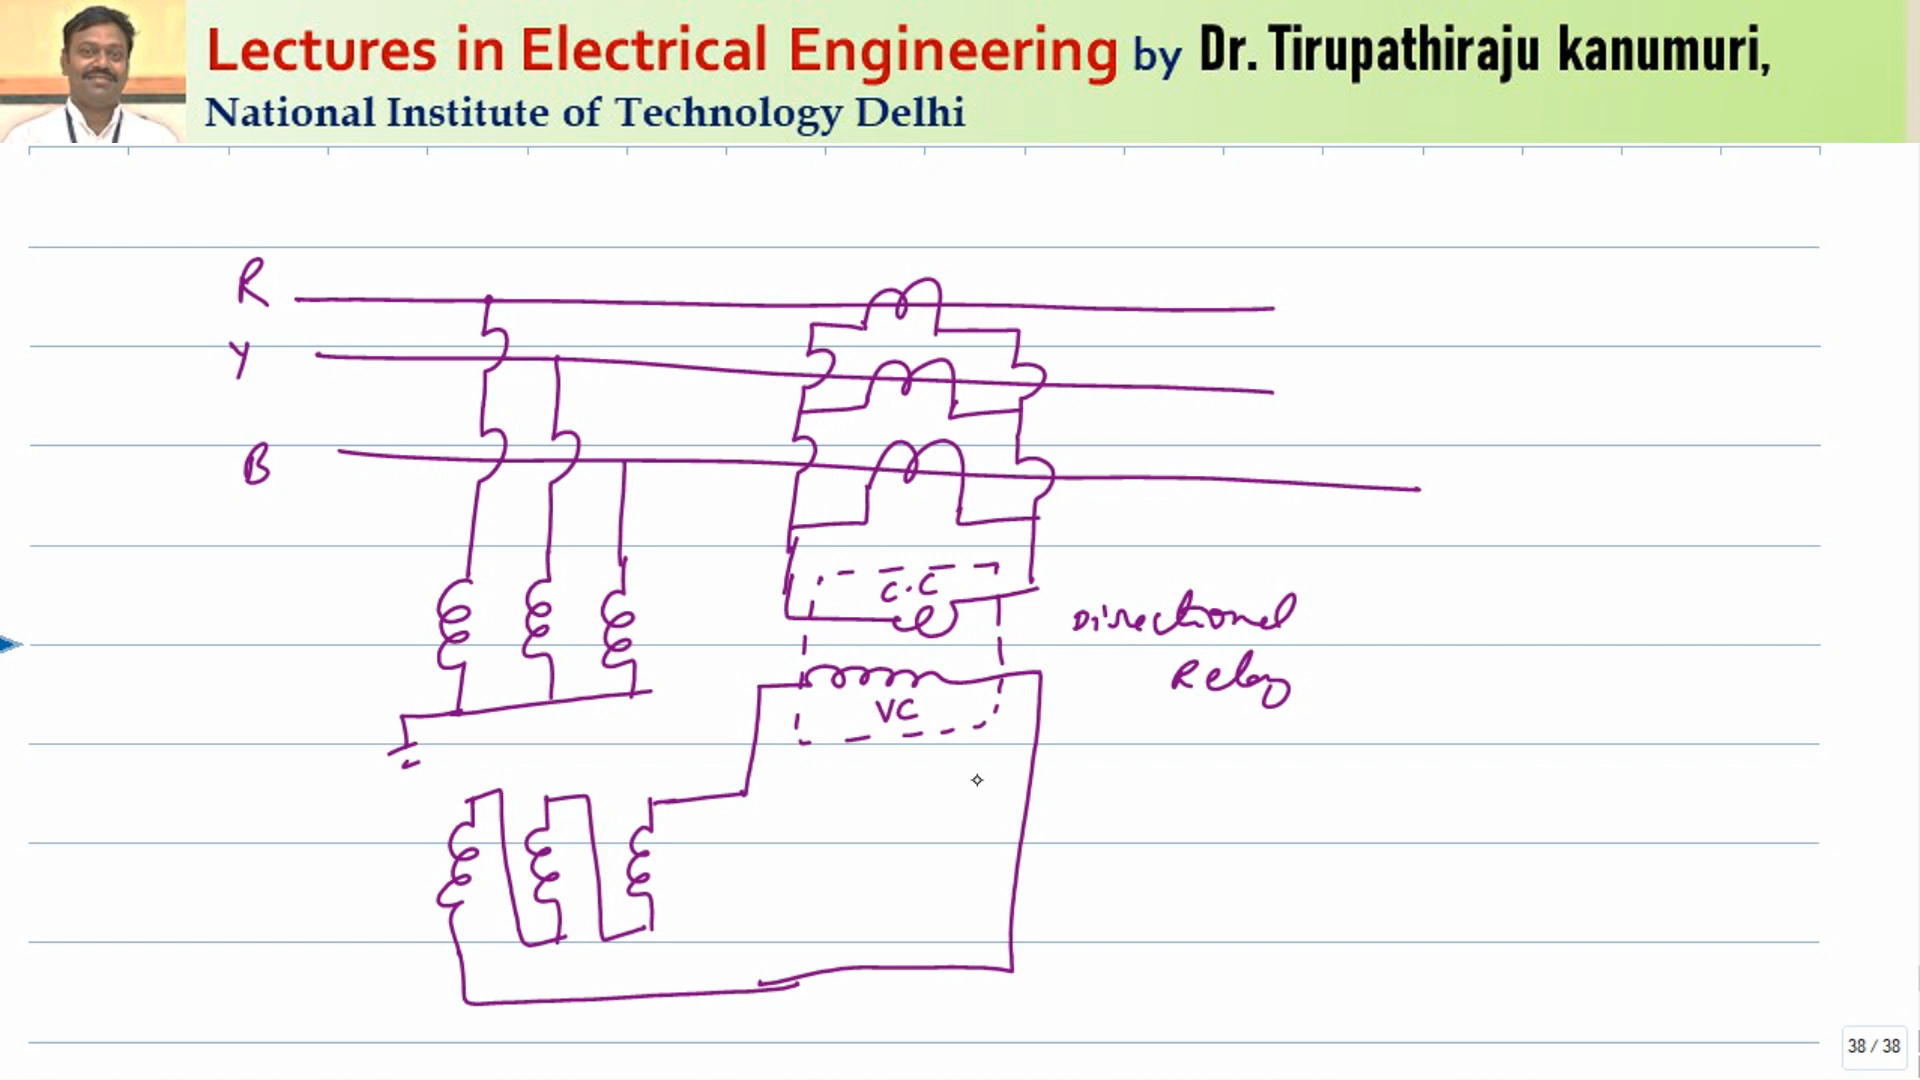 Lectures in Electrical Engineering by Dr. Tirupathiraju kanumuri,
National Institute of Technology Delhi
R
Y
B
C.C
VC
Directional
Relay
38 / 38